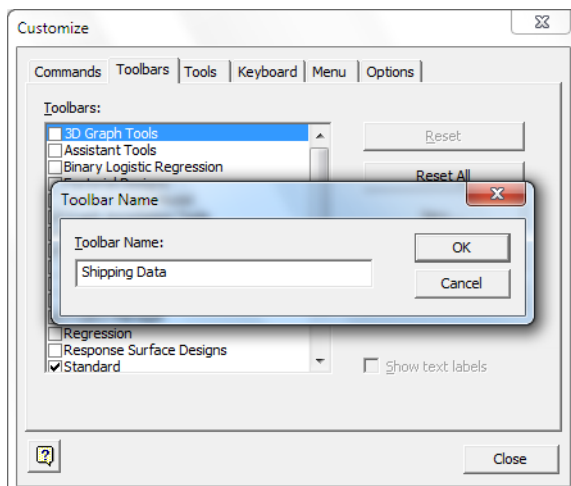 Customize
Commands Toolbars Tools Keyboard Menu Options
Toolbars:
3D Graph Tools
Assistant Tools
Binary Logistic Regression
Reset
Reset All
Toolbar Name
Toolbar Name:
Shipping Data
OK
Cancel
Regression
Response Surface Designs
Standard
Show text labels
Close